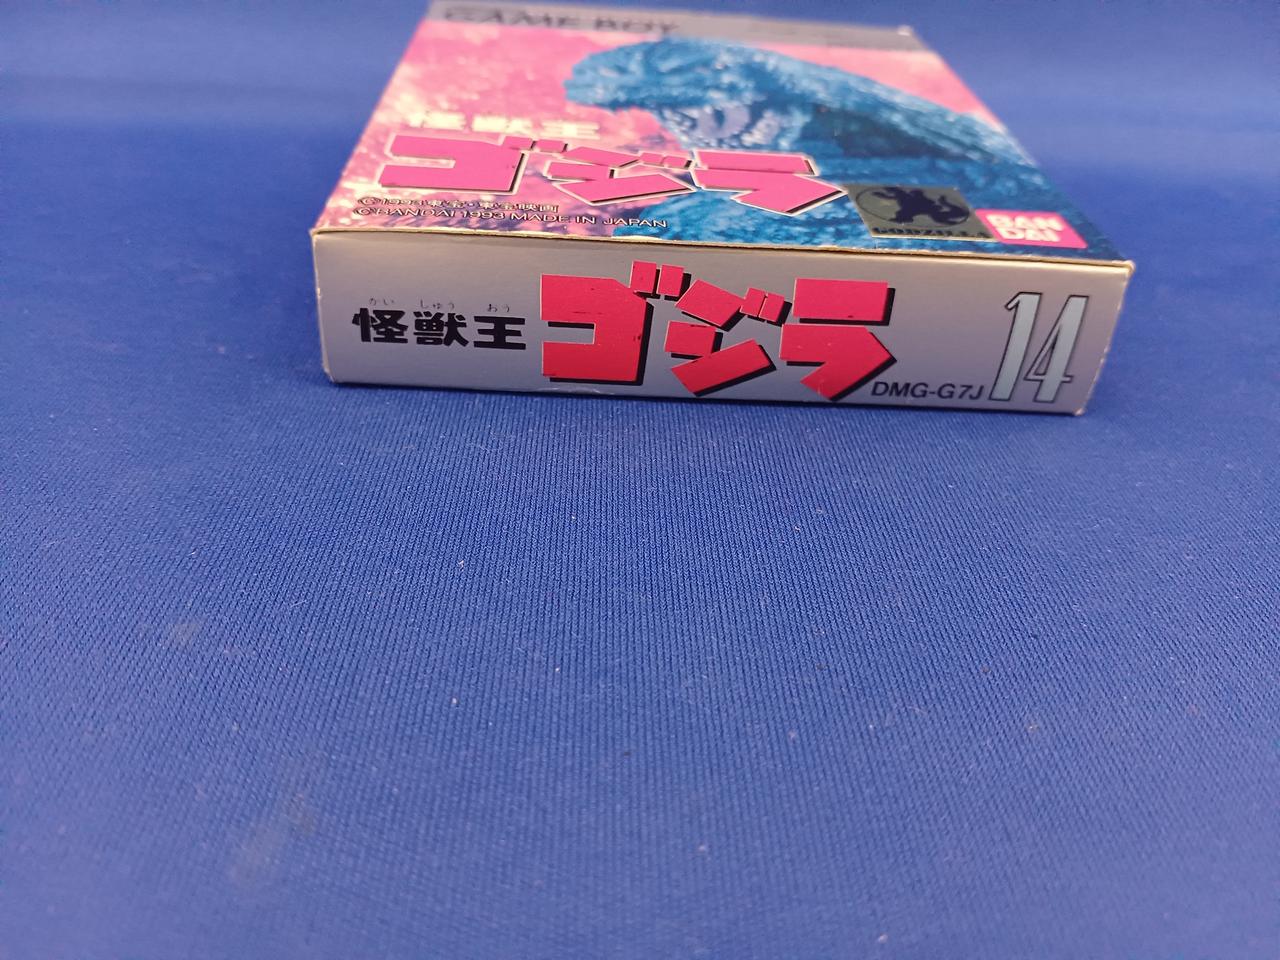 GAME BOY
怪獣王
ゴジラ
©1993 東宝・東宝映画
©BANDAI 1993 MADE IN JAPAN
GODZILLA
BAN
DAI
かい じゅう おう
怪獣王 ゴジラ DMG-G7J 14